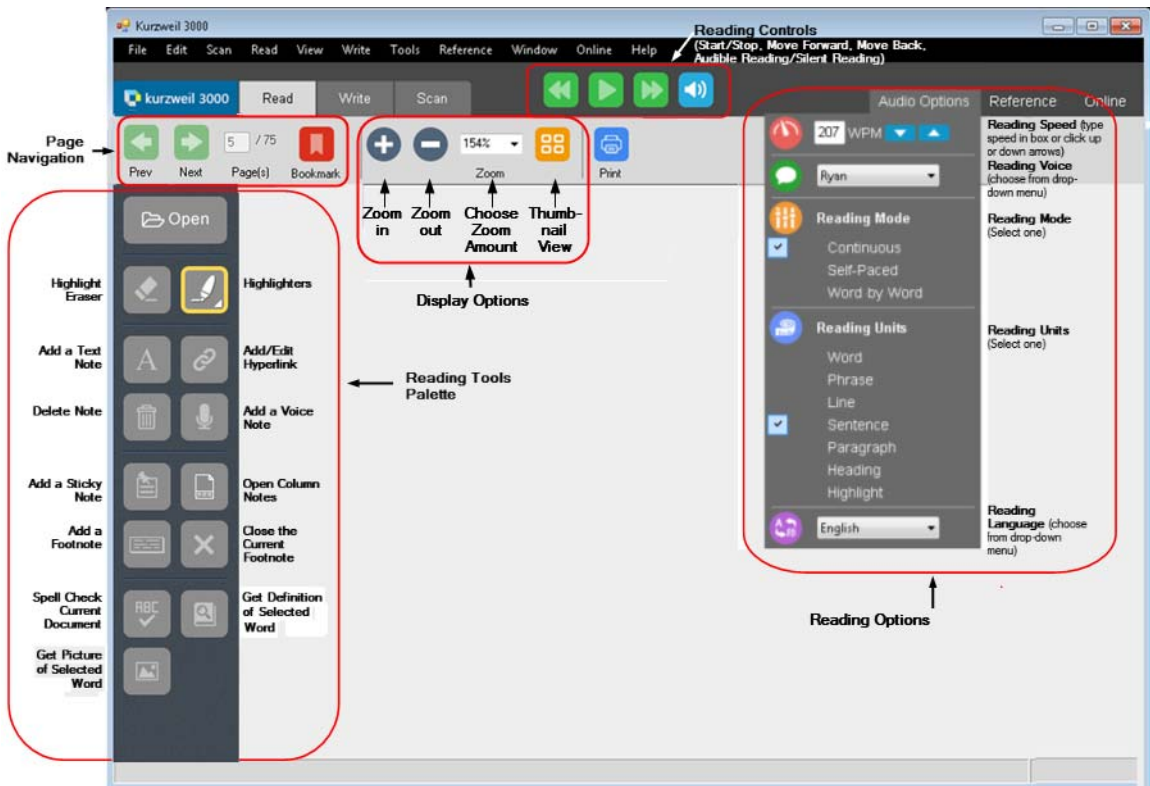 Kurzweil 3000
File Edit Scan Read View Write Tools Reference Window Online Help
Reading Controls
(Start/Stop, Move Forward, Move Back,
Audible Reading/Silent Reading)
kurzweil 3000 Read Write Scan
Audio Options Reference Online
Page
Navigation
5 / 75
Prev Next Page(s) Bookmark
154%
Zoom
Print
Zoom
in
Zoom
out
Choose
Zoom
Amount
Thumb-
nail
View
Display Options
207 WPM
Reading Speed (type
speed in box or click up
or down arrows)
Ryan
Reading Voice
(choose from drop-
down menu)
Reading Mode
Continuous
Self-Paced
Word by Word
Reading Mode
(Select one)
Reading Units
Word
Phrase
Line
Sentence
Paragraph
Heading
Highlight
Reading Units
(Select one)
English
Reading
Language (choose
from drop-down
menu)
Reading Options
Open
Highlight
Eraser
Highlighters
Add a Text
Note
A
Add/Edit
Hyperlink
Reading Tools
Palette
Delete Note
Add a Voice
Note
Add a Sticky
Note
Open Column
Notes
Add a
Footnote
Close the
Current
Footnote
Spell Check
Current
Document
ABC
Get Definition
of Selected
Word
Get Picture
of Selected
Word